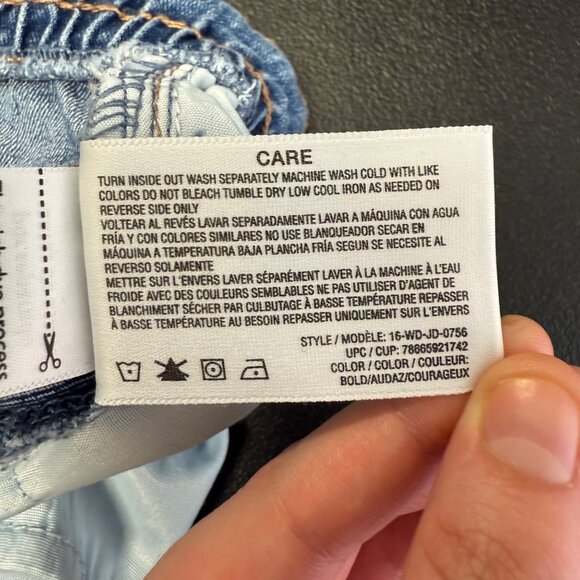 CARE
TURN INSIDE OUT WASH SEPARATELY MACHINE WASH COLD WITH LIKE
COLORS DO NOT BLEACH TUMBLE DRY LOW COOL IRON AS NEEDED ON
REVERSE SIDE ONLY
VOLTEAR AL REVÉS LAVAR SEPARADAMENTE LAVAR A MÁQUINA CON AGUA
FRÍA Y CON COLORES SIMILARES NO USE BLANQUEADOR SECAR EN
MÁQUINA A TEMPERATURA BAJA PLANCHA FRÍA SEGUN SE NECESITE AL
REVERSO SOLAMENTE
METTRE SUR L'ENVERS LAVER SÉPARÉMENT LAVER À LA MACHINE À L'EAU
FROIDE AVEC DES COULEURS SEMBLABLES NE PAS UTILISER D'AGENT DE
BLANCHIMENT SÉCHER PAR CULBUTAGE À BASSE TEMPÉRATURE REPASSER
À BASSE TEMPÉRATURE AU BESOIN REPASSER UNIQUEMENT SUR L'ENVERS
STYLE / MODÈLE: 16-WD-JD-0756
UPC / CUP: 78665921742
COLOR / COLOR / COULEUR:
BOLD/AUDAZ/COURAGEUX
process